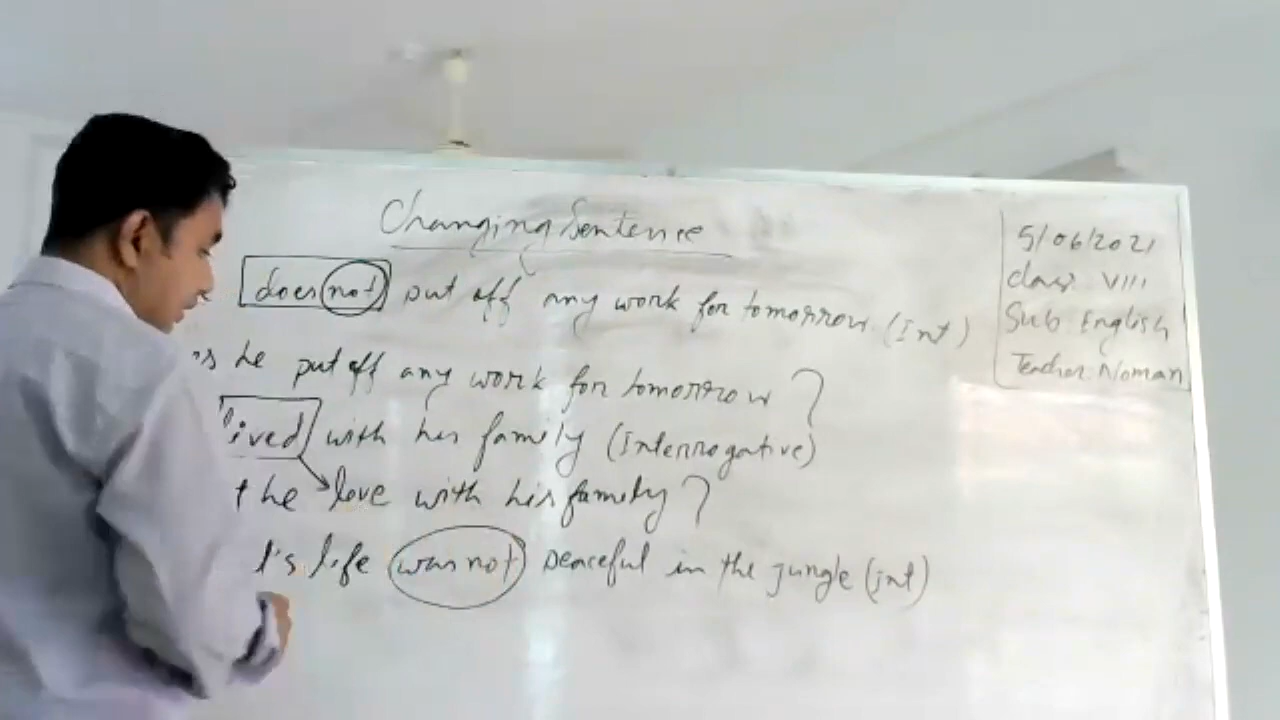 Changing Sentence
does not put off any work for tomorrow. (Int)
he put off any work for tomorrow?
lived with his family (Interrogative)
he love with his family?
life was not peaceful in the jungle (int)
5/06/2021
class VIII
Sub English
Teacher Noman